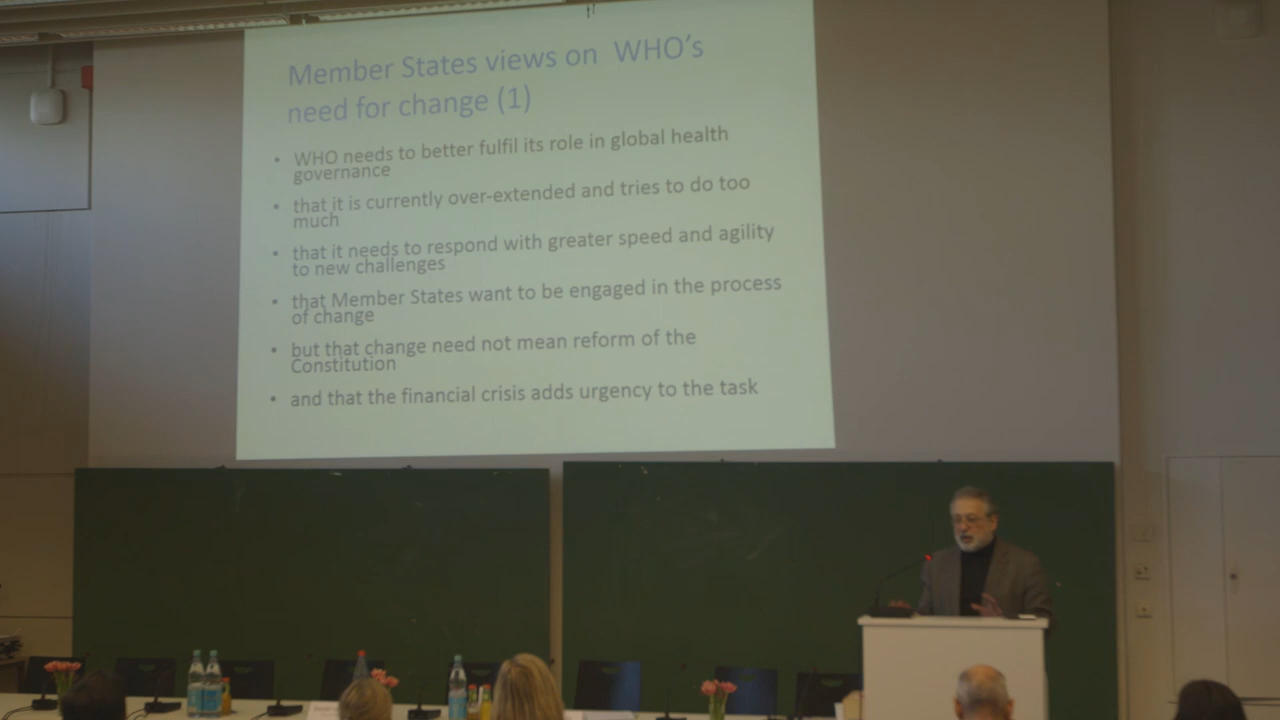 Member States views on WHO's
need for change (1)
• WHO needs to better fulfil its role in global health
governance
• that it is currently over-extended and tries to do too
much
• that it needs to respond with greater speed and agility
to new challenges
• that Member States want to be engaged in the process
of change
• but that change need not mean reform of the
Constitution
• and that the financial crisis adds urgency to the task